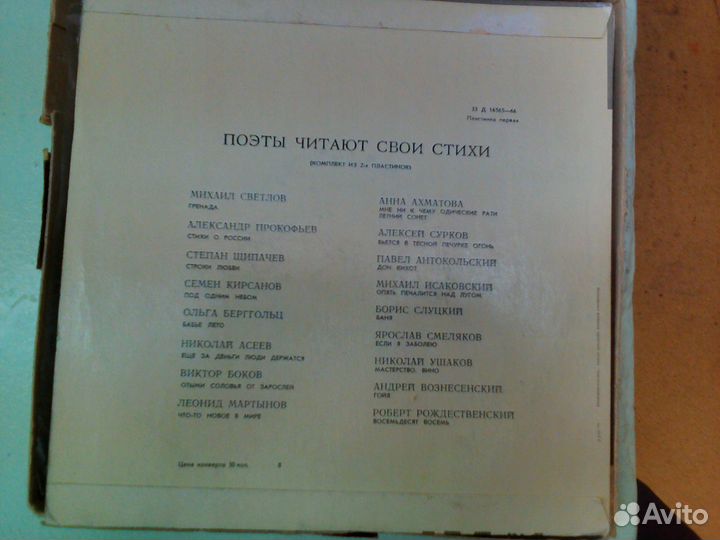 33 Д 16565—66
Пластинка первая
ПОЭТЫ ЧИТАЮТ СВОИ СТИХИ
(КОМПЛЕКТ ИЗ 2-х ПЛАСТИНОК)
МИХАИЛ СВЕТЛОВ
ГРЕНАДА
АЛЕКСАНДР ПРОКОФЬЕВ
СТИХИ О РОССИИ
СТЕПАН ЩИПАЧЕВ
СТРОКИ ЛЮБВИ
СЕМЕН КИРСАНОВ
ПОД ОДНИМ НЕБОМ
ОЛЬГА БЕРГГОЛЬЦ
БАБЬЕ ЛЕТО
НИКОЛАЙ АСЕЕВ
ЕЩЕ ЗА ДЕНЬГИ ЛЮДИ ДЕРЖАТСЯ
ВИКТОР БОКОВ
ОТЫМИ СОЛОВЬЯ ОТ ЗАРОСЛЕЙ
ЛЕОНИД МАРТЫНОВ
ЧТО-ТО НОВОЕ В МИРЕ
АННА АХМАТОВА
МНЕ НИ К ЧЕМУ ОДИЧЕСКИЕ РАТИ
ЛЕТНИЙ СОНЕТ
АЛЕКСЕЙ СУРКОВ
БЬЕТСЯ В ТЕСНОЙ ПЕЧУРКЕ ОГОНЬ
ПАВЕЛ АНТОКОЛЬСКИЙ
ДОН КИХОТ
МИХАИЛ ИСАКОВСКИЙ
ОПЯТЬ ПЕЧАЛИТСЯ НАД ЛУГОМ
БОРИС СЛУЦКИЙ
БАНЯ
ЯРОСЛАВ СМЕЛЯКОВ
ЕСЛИ Я ЗАБОЛЕЮ
НИКОЛАЙ УШАКОВ
МАСТЕРСТВО. ВИНО
АНДРЕЙ ВОЗНЕСЕНСКИЙ
ГОЙЯ
РОБЕРТ РОЖДЕСТВЕНСКИЙ
ВОСЕМЬДЕСЯТ ВОСЕМЬ
Цена конверта 50 коп. 8
Avito